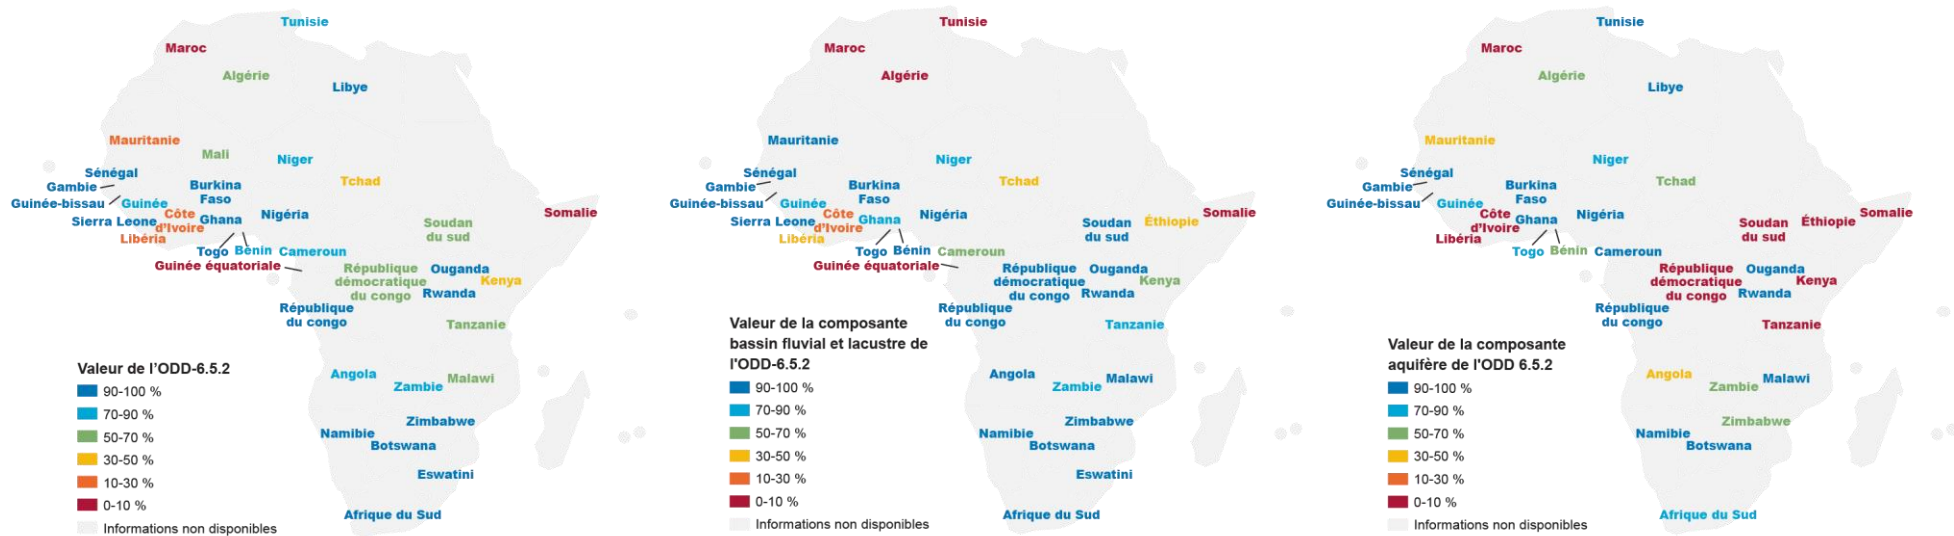 Tunisie
Maroc
Algérie
Libye
Mauritanie
Mali
Niger
Sénégal
Tchad
Gambie
Burkina
Faso
Guinée-bissau
Guinée
Côte
d'Ivoire
Sierra Leone
Ghana
Nigéria
Somalie
Soudan
du sud
Libéria
Togo
Bénin
Cameroun
Guinée équatoriale
République
démocratique
du congo
Ouganda
Kenya
Rwanda
République
du congo
Tanzanie
Angola
Zambie
Malawi
Zimbabwe
Namibie
Botswana
Eswatini
Afrique du Sud
Valeur de l'ODD-6.5.2
90-100 %
70-90 %
50-70 %
30-50 %
10-30 %
0-10 %
Informations non disponibles
Tunisie
Maroc
Algérie
Mauritanie
Niger
Sénégal
Tchad
Gambie
Burkina
Faso
Guinée-bissau
Guinée
Côte
d'Ivoire
Sierra Leone
Ghana
Nigéria
Somalie
Soudan
du sud
Éthiopie
Libéria
Togo
Bénin
Cameroun
Guinée équatoriale
République
démocratique
du congo
Ouganda
Kenya
Rwanda
République
du congo
Tanzanie
Angola
Zambie
Malawi
Zimbabwe
Namibie
Botswana
Eswatini
Afrique du Sud
Valeur de la composante
bassin fluvial et lacustre de
l'ODD-6.5.2
90-100 %
70-90 %
50-70 %
30-50 %
10-30 %
0-10 %
Informations non disponibles
Tunisie
Maroc
Algérie
Libye
Mauritanie
Niger
Sénégal
Tchad
Gambie
Burkina
Faso
Guinée-bissau
Guinée
Côte
d'Ivoire
Ghana
Nigéria
Somalie
Soudan
du sud
Éthiopie
Libéria
Togo
Bénin
Cameroun
République
démocratique
du congo
Ouganda
Kenya
Rwanda
République
du congo
Tanzanie
Angola
Zambie
Malawi
Zimbabwe
Namibie
Botswana
Afrique du Sud
Valeur de la composante
aquifère de l'ODD 6.5.2
90-100 %
70-90 %
50-70 %
30-50 %
10-30 %
0-10 %
Informations non disponibles